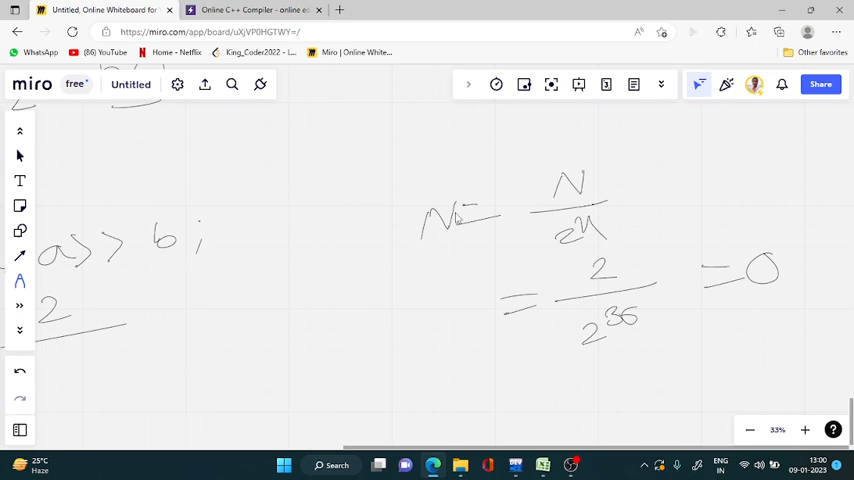 Untitled, Online Whiteboard for
Online C++ Compiler - online ed
https://miro.com/app/board/uXjVP0HGTWY=/
WhatsApp
(86) YouTube
Home - Netflix
King_Coder2022 – L...
Miro | Online White...
Other favorites
miro
free
Untitled
Share
N = N / 2^x
a >> b ;
= 2 / 2^36 = 0
2
33%
25°C
Haze
Search
ENG
IN
13:00
09-01-2023